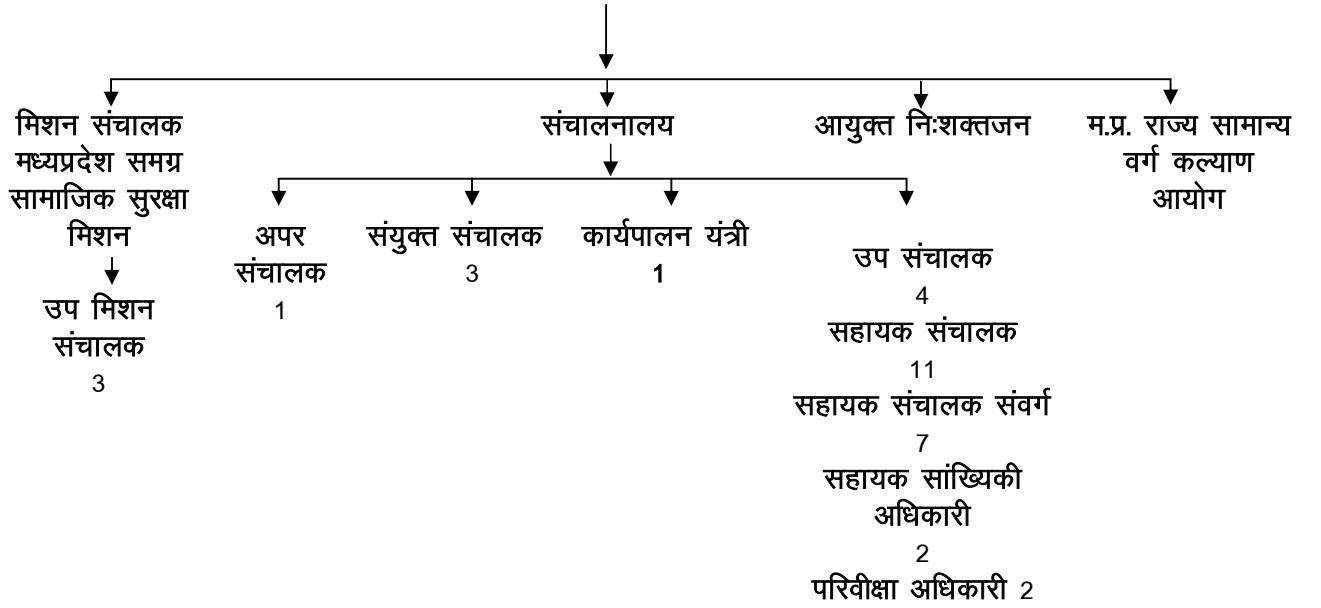 मिशन संचालक
मध्यप्रदेश समग्र
सामाजिक सुरक्षा
मिशन
उप मिशन
संचालक
3
संचालनालय
अपर
संचालक
1
संयुक्त संचालक
3
कार्यपालन यंत्री
1
उप संचालक
4
सहायक संचालक
11
सहायक संचालक संवर्ग
7
सहायक सांख्यिकी
अधिकारी
2
परिवीक्षा अधिकारी 2
आयुक्त निःशक्तजन
म.प्र. राज्य सामान्य
वर्ग कल्याण
आयोग